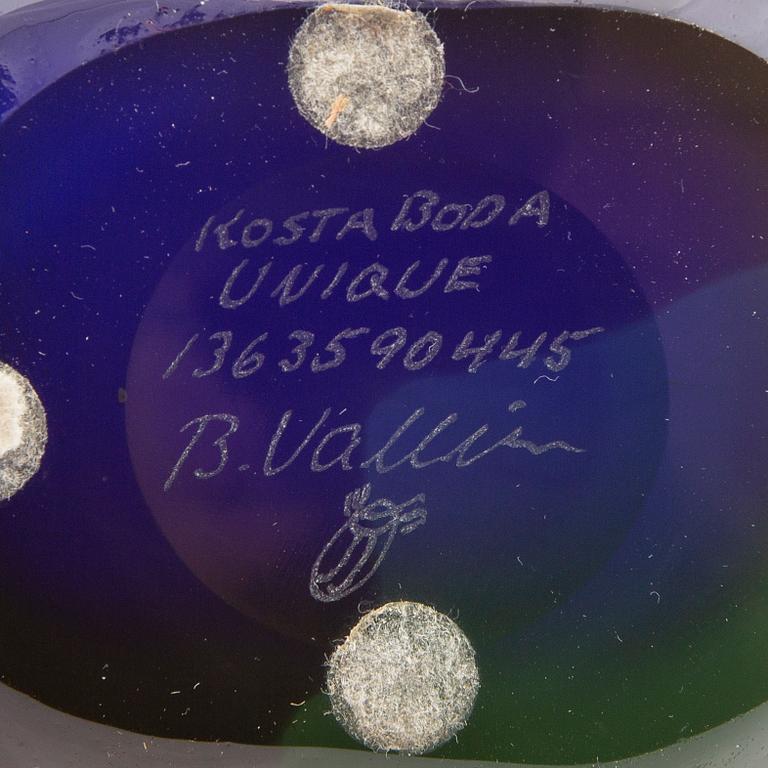 KOSTA BODA
UNIQUE
1363590445
B. Vallien